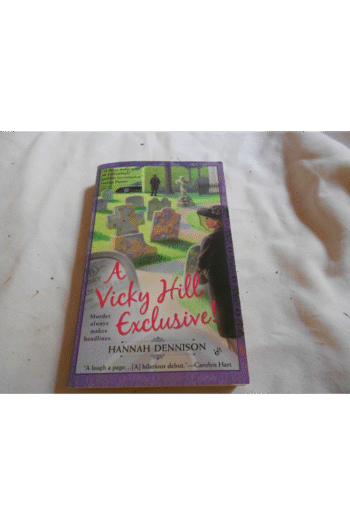 A
Vicky Hill
Exclusive!
Murder
always
makes
headlines.
HANNAH DENNISON
"A laugh a page...[A] hilarious debut."—Carolyn Hart